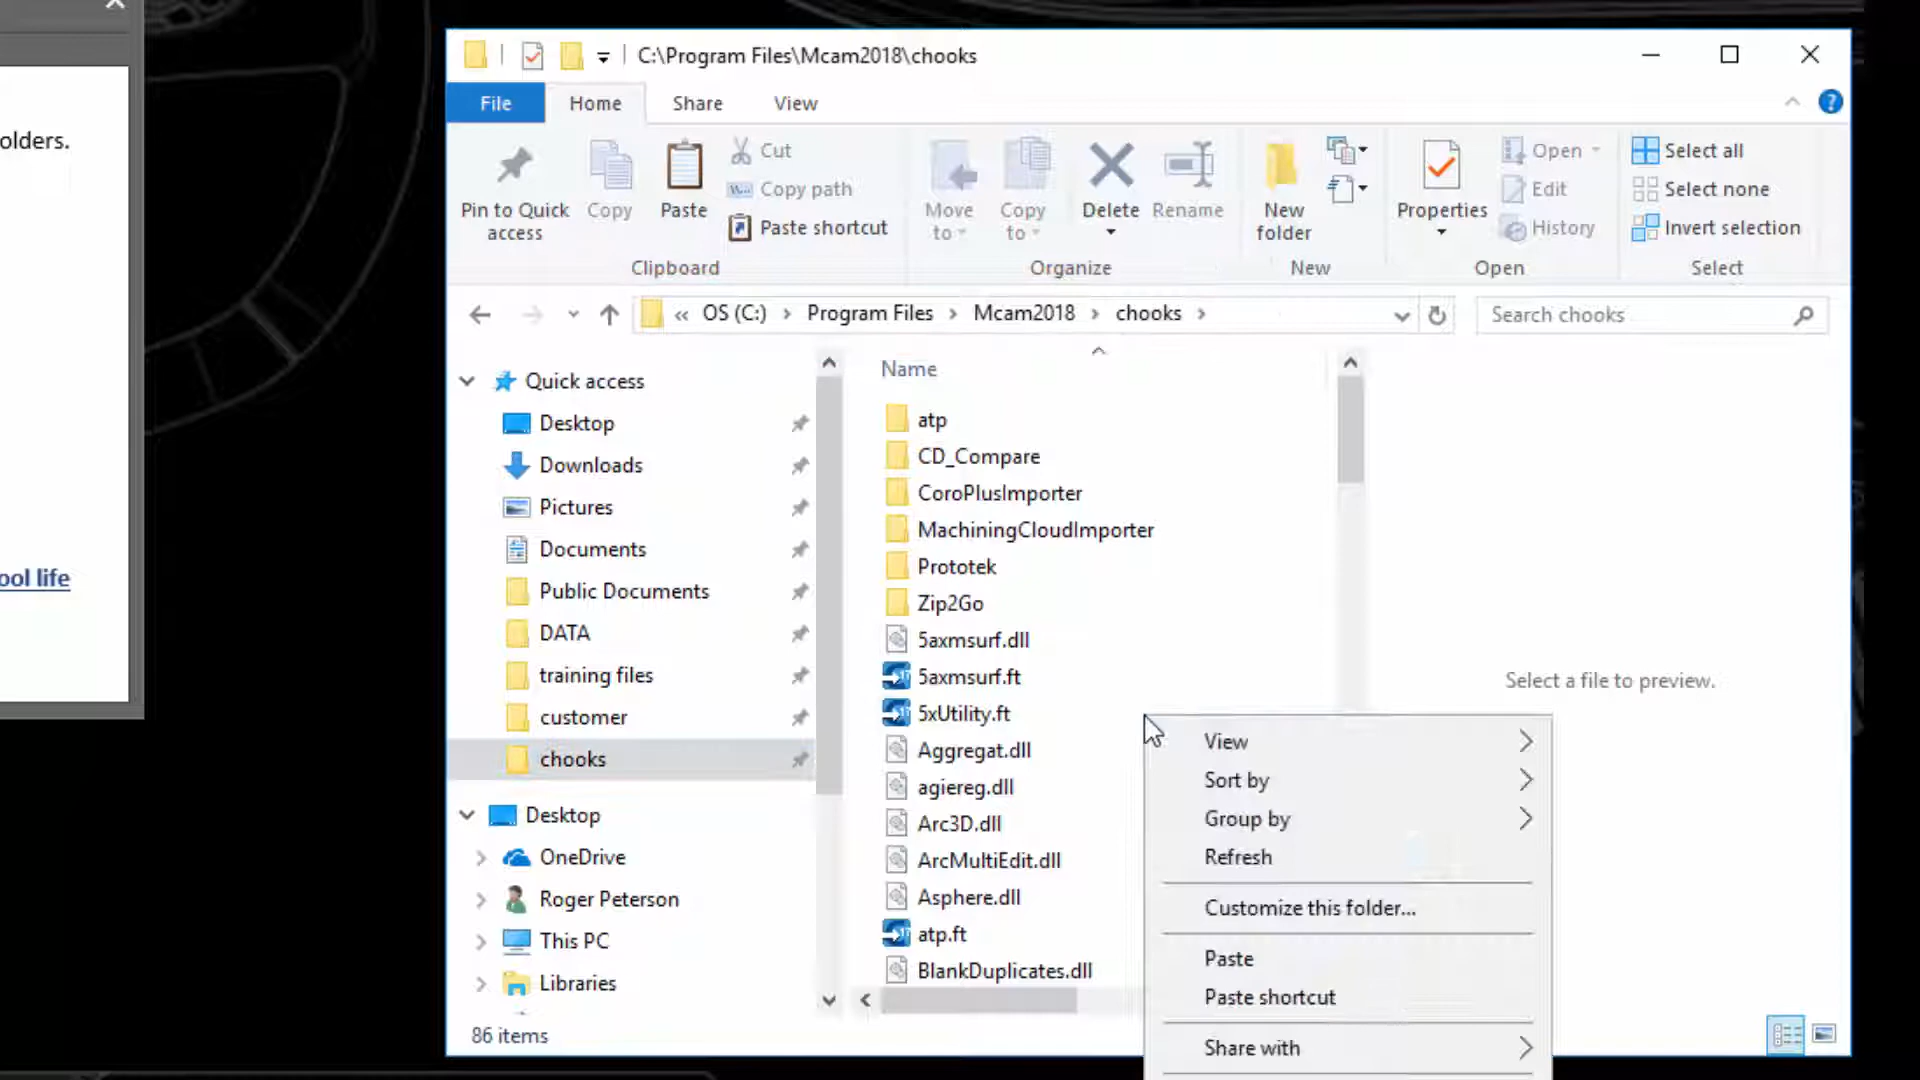 olders.
ool life
C:\Program Files\Mcam2018\chooks
File Home Share View
Pin to Quick access
Copy
Paste
Cut
Copy path
Paste shortcut
Clipboard
Move to
Copy to
Delete
Rename
Organize
New folder
New
Properties
Open
Edit
History
Open
Select all
Select none
Invert selection
Select
« OS (C:) › Program Files › Mcam2018 › chooks ›
Search chooks
Quick access
Desktop
Downloads
Pictures
Documents
Public Documents
DATA
training files
customer
chooks
Desktop
OneDrive
Roger Peterson
This PC
Libraries
Name
atp
CD_Compare
CoroPlusImporter
MachiningCloudImporter
Prototek
Zip2Go
5axmsurf.dll
5axmsurf.ft
5xUtility.ft
Aggregat.dll
agiereg.dll
Arc3D.dll
ArcMultiEdit.dll
Asphere.dll
atp.ft
BlankDuplicates.dll
Select a file to preview.
View
Sort by
Group by
Refresh
Customize this folder...
Paste
Paste shortcut
Share with
86 items